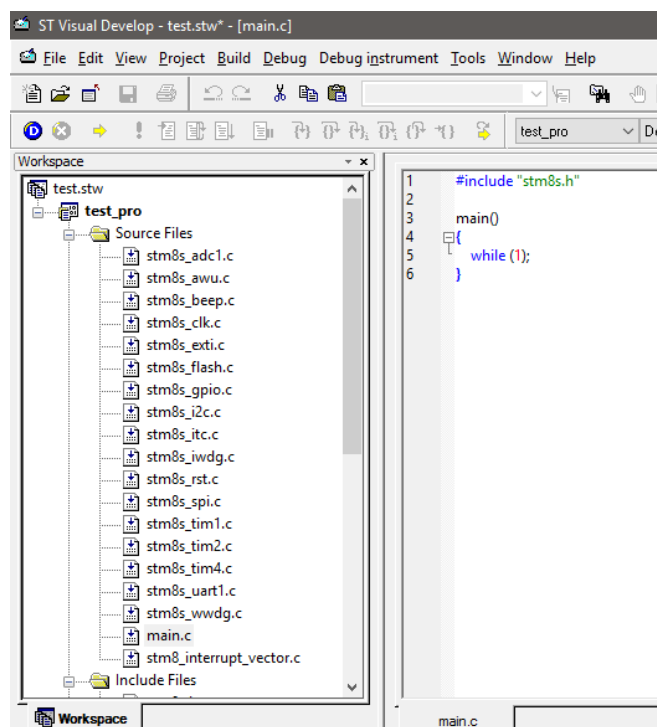 ST Visual Develop - test.stw* - [main.c]
File Edit View Project Build Debug Debug instrument Tools Window Help
test_pro
Workspace
test.stw
test_pro
Source Files
stm8s_adc1.c
stm8s_awu.c
stm8s_beep.c
stm8s_clk.c
stm8s_exti.c
stm8s_flash.c
stm8s_gpio.c
stm8s_i2c.c
stm8s_itc.c
stm8s_iwdg.c
stm8s_rst.c
stm8s_spi.c
stm8s_tim1.c
stm8s_tim2.c
stm8s_tim4.c
stm8s_uart1.c
stm8s_wwdg.c
main.c
stm8_interrupt_vector.c
Include Files
Workspace
1 #include "stm8s.h"
2
3 main()
4 {
5 while (1);
6 }
main.c